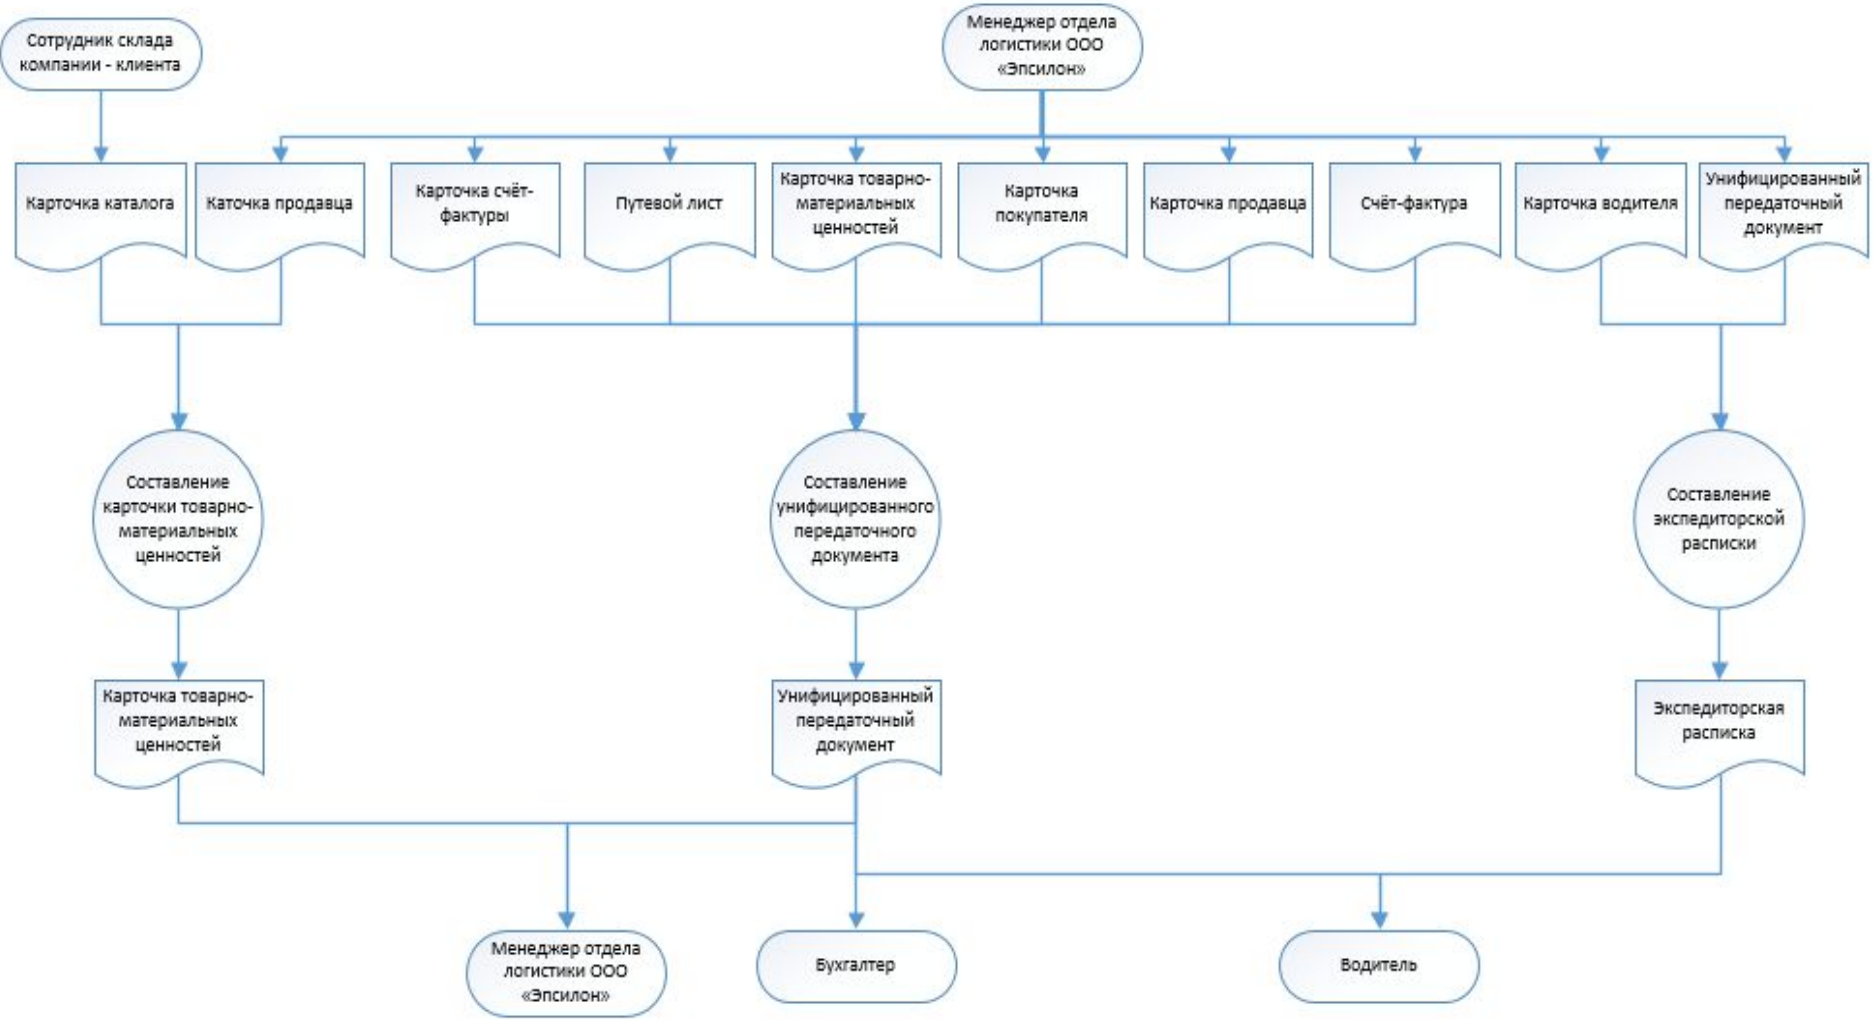 Сотрудник склада
компании - клиента
Менеджер отдела
логистики ООО
«Эпсилон»
Карточка каталога
Каточка продавца
Карточка счёт-
фактуры
Путевой лист
Карточка товарно-
материальных
ценностей
Карточка
покупателя
Карточка продавца
Счёт-фактура
Карточка водителя
Унифицированный
передаточный
документ
Составление
карточки товарно-
материальных
ценностей
Составление
унифицированного
передаточного
документа
Составление
экспедиторской
расписки
Карточка товарно-
материальных
ценностей
Унифицированный
передаточный
документ
Экспедиторская
расписка
Менеджер отдела
логистики ООО
«Эпсилон»
Бухгалтер
Водитель